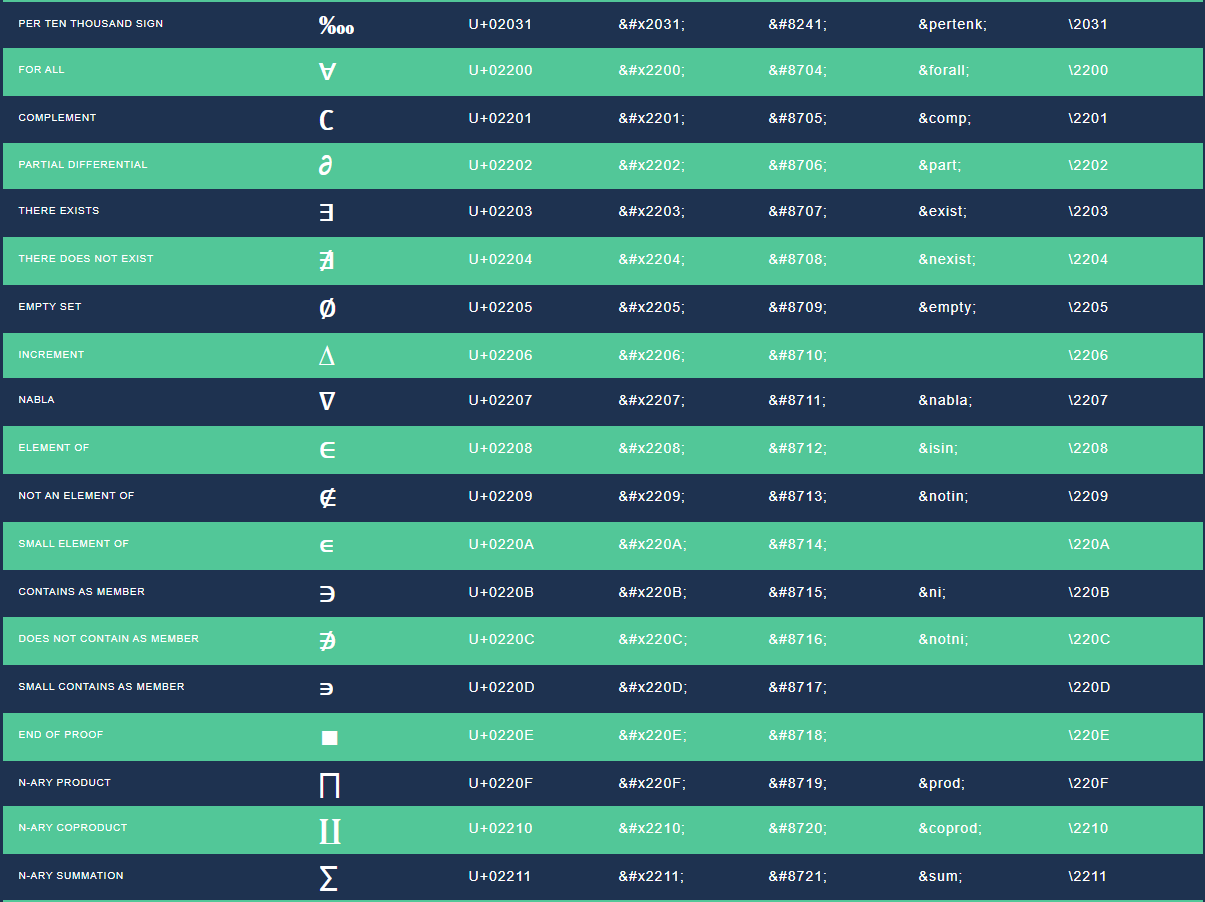 PER TEN THOUSAND SIGN ‱ U+02031 &#x2031; &#8241; &pertenk; \2031
FOR ALL ∀ U+02200 &#x2200; &#8704; &forall; \2200
COMPLEMENT ∁ U+02201 &#x2201; &#8705; &comp; \2201
PARTIAL DIFFERENTIAL ∂ U+02202 &#x2202; &#8706; &part; \2202
THERE EXISTS ∃ U+02203 &#x2203; &#8707; &exist; \2203
THERE DOES NOT EXIST ∄ U+02204 &#x2204; &#8708; &nexist; \2204
EMPTY SET ∅ U+02205 &#x2205; &#8709; &empty; \2205
INCREMENT ∆ U+02206 &#x2206; &#8710; \2206
NABLA ∇ U+02207 &#x2207; &#8711; &nabla; \2207
ELEMENT OF ∈ U+02208 &#x2208; &#8712; &isin; \2208
NOT AN ELEMENT OF ∉ U+02209 &#x2209; &#8713; &notin; \2209
SMALL ELEMENT OF ∊ U+0220A &#x220A; &#8714; \220A
CONTAINS AS MEMBER ∋ U+0220B &#x220B; &#8715; &ni; \220B
DOES NOT CONTAIN AS MEMBER ∌ U+0220C &#x220C; &#8716; &notni; \220C
SMALL CONTAINS AS MEMBER ∍ U+0220D &#x220D; &#8717; \220D
END OF PROOF ∎ U+0220E &#x220E; &#8718; \220E
N-ARY PRODUCT ∏ U+0220F &#x220F; &#8719; &prod; \220F
N-ARY COPRODUCT ∐ U+02210 &#x2210; &#8720; &coprod; \2210
N-ARY SUMMATION ∑ U+02211 &#x2211; &#8721; &sum; \2211